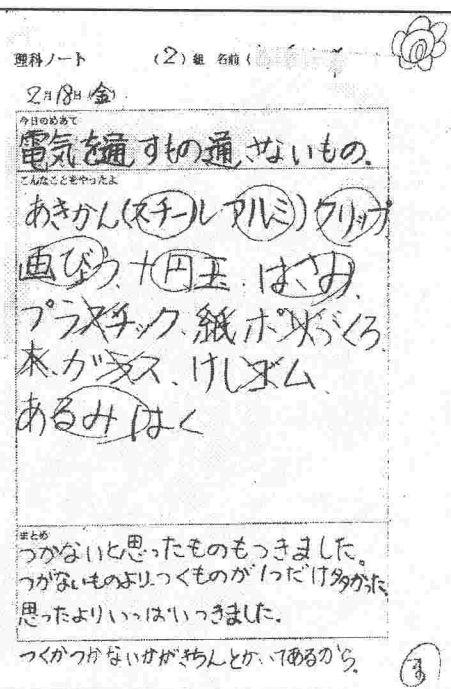 理科ノート (2)組 名前(
2月18日(金)
今日のめあて
電気を通すもの通さないもの。
こんなことをやったよ
あきかん(スチールアルミ)クリップ
画びょう、十円玉、はさみ、
プラスチック、紙、ポリぶくろ
木、ガラス、けしゴム
あるみはく
まとめ
つかないと思ったものもつきました。
つがないものより、つくものが1つだけ多かった、
思ったよりいっぱいつきました。
つくかつかないかがきちんとかいてあるから。